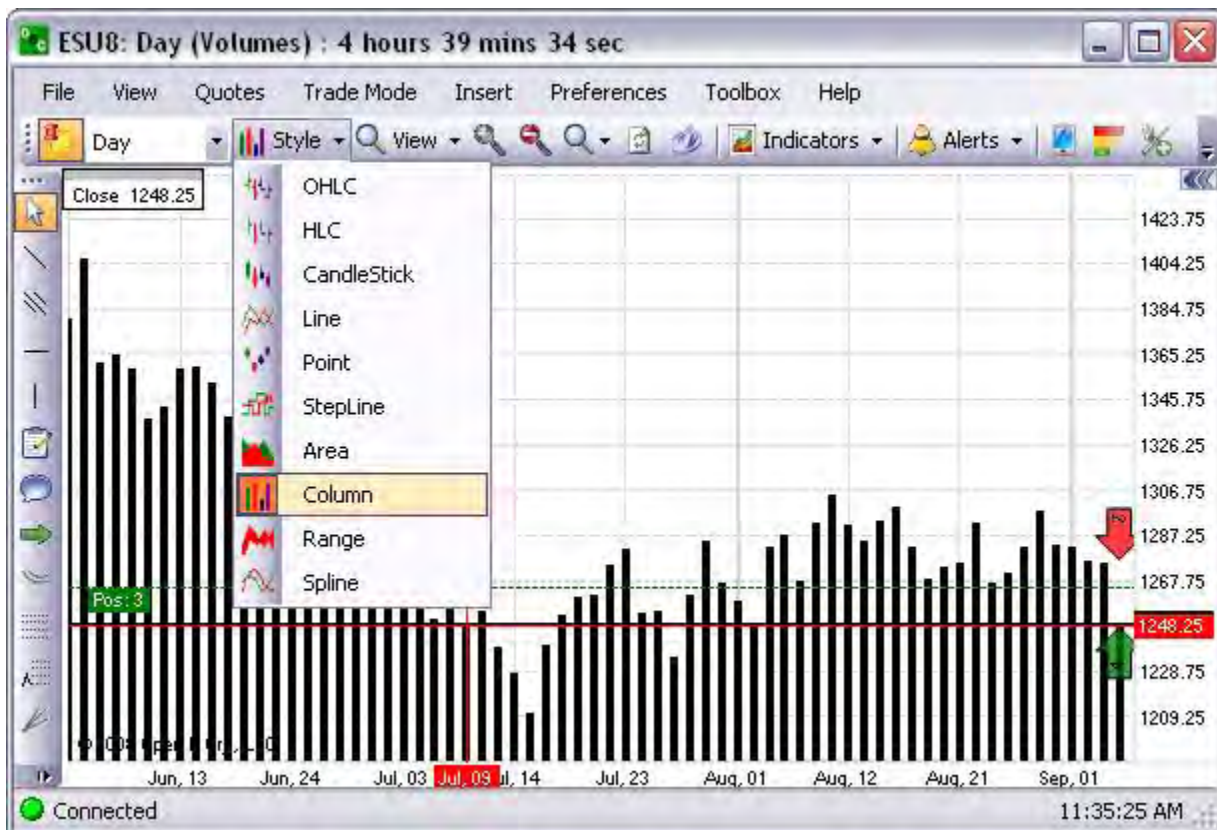 ESU8: Day (Volumes) : 4 hours 39 mins 34 sec
File View Quotes Trade Mode Insert Preferences Toolbox Help
Day Style View Indicators Alerts
Close 1248.25
OHLC
HLC
CandleStick
Line
Point
StepLine
Area
Column
Range
Spline
1423.75
1404.25
1384.75
1365.25
1345.75
1326.25
1306.75
1287.25
1267.75
1248.25
1228.75
1209.25
Pos: 3
Jun, 13 Jun, 24 Jul, 03 Jul, 09 Jul, 14 Jul, 23 Aug, 01 Aug, 12 Aug, 21 Sep, 01
Connected 11:35:25 AM